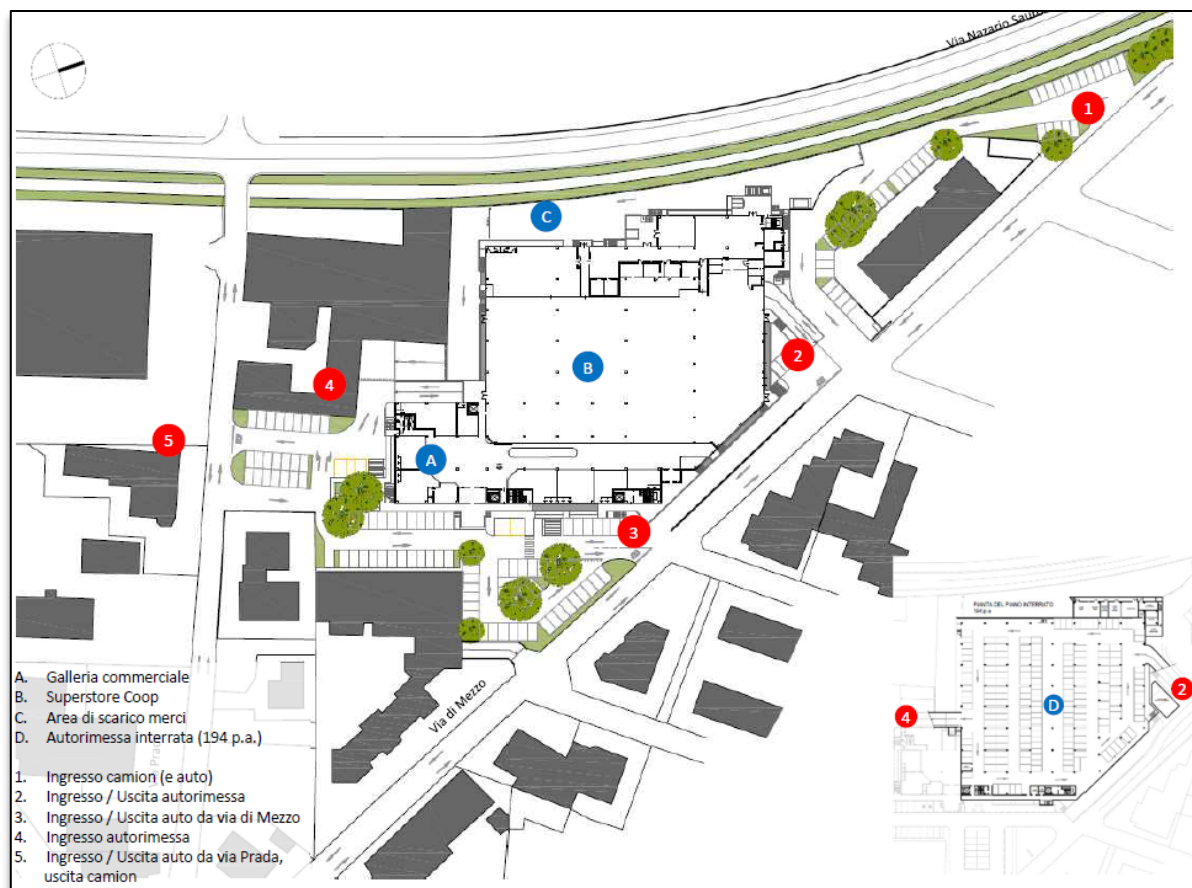 Via Nazario Sauro
1
C
2
B
4
5
A
3
PIANTA DEL PIANO INTERRATO
194 p.a.
D
2
4
Via di Mezzo
A. Galleria commerciale
B. Superstore Coop
C. Area di scarico merci
D. Autorimessa interrata (194 p.a.)
1. Ingresso camion (e auto)
2. Ingresso / Uscita autorimessa
3. Ingresso / Uscita auto da via di Mezzo
4. Ingresso autorimessa
5. Ingresso / Uscita auto da via Prada,
uscita camion